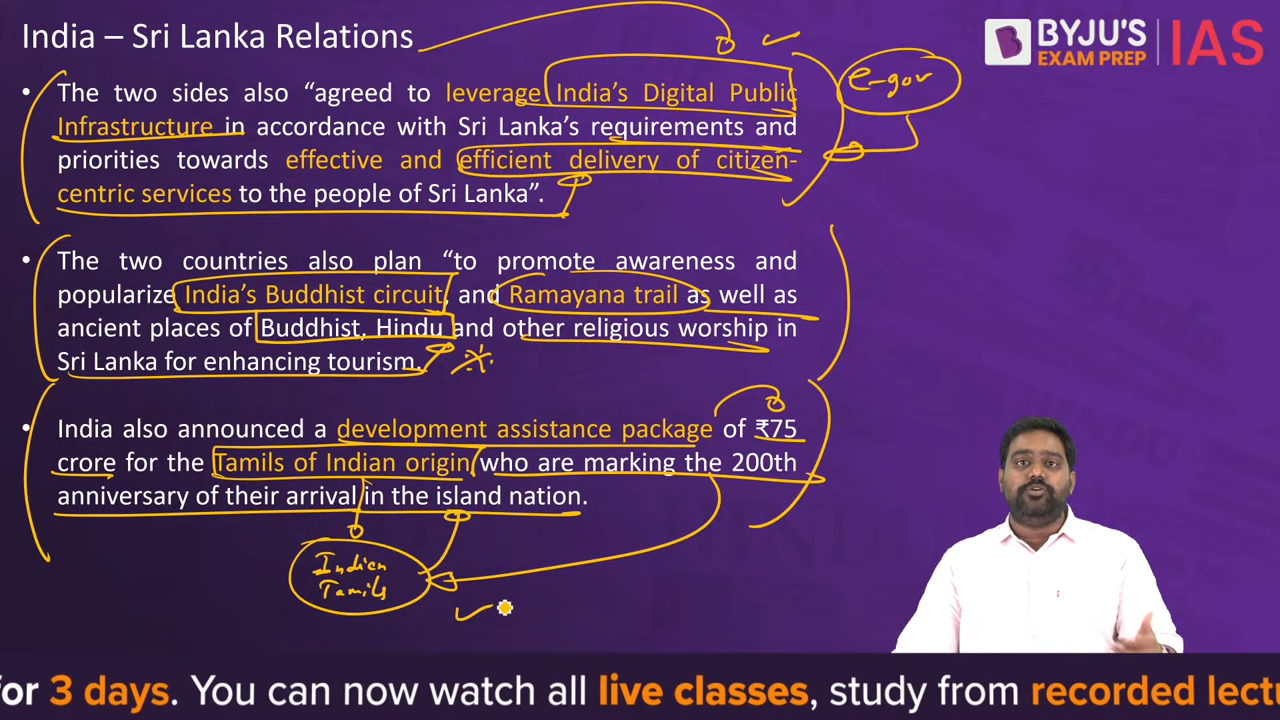 India – Sri Lanka Relations
BYJU'S
EXAM PREP
IAS
e-gov
• The two sides also “agreed to leverage India’s Digital Public
Infrastructure in accordance with Sri Lanka’s requirements and
priorities towards effective and efficient delivery of citizen-
centric services to the people of Sri Lanka”.
• The two countries also plan “to promote awareness and
popularize India’s Buddhist circuit, and Ramayana trail as well as
ancient places of Buddhist, Hindu and other religious worship in
Sri Lanka for enhancing tourism.
• India also announced a development assistance package of ₹75
crore for the Tamils of Indian origin who are marking the 200th
anniversary of their arrival in the island nation.
Indian
Tamils
for 3 days. You can now watch all live classes, study from recorded lectu